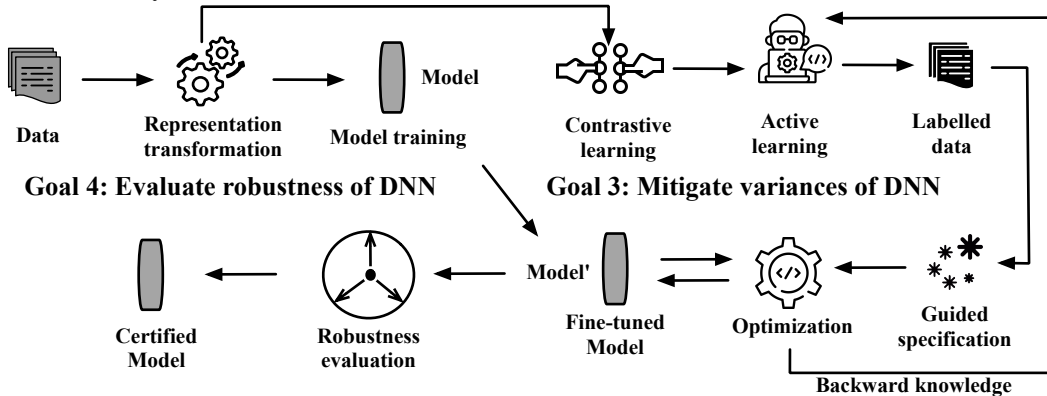 Data
Representation
transformation
Model
Model training
Contrastive
learning
Active
learning
Labelled
data
Goal 4: Evaluate robustness of DNN
Goal 3: Mitigate variances of DNN
Certified
Model
Robustness
evaluation
Model'
Fine-tuned
Model
Optimization
Guided
specification
Backward knowledge